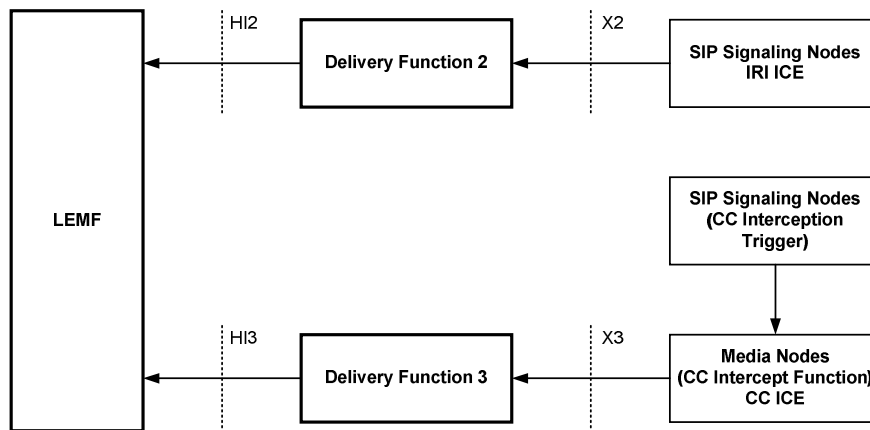 HI2
X2
Delivery Function 2
SIP Signaling Nodes
IRI ICE
LEMF
SIP Signaling Nodes
(CC Interception
Trigger)
HI3
X3
Delivery Function 3
Media Nodes
(CC Intercept Function)
CC ICE